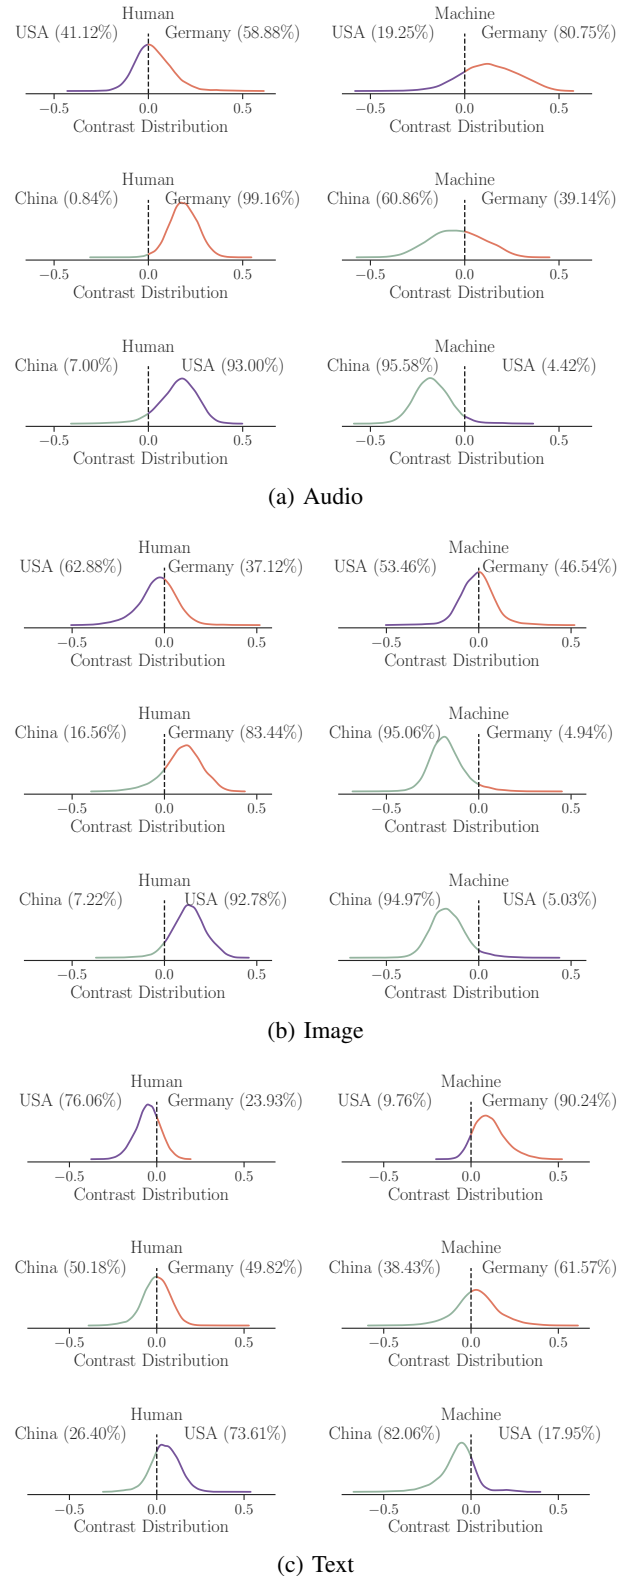 Human
USA (41.12%) Germany (58.88%)
−0.5 0.0 0.5
Contrast Distribution
Machine
USA (19.25%) Germany (80.75%)
−0.5 0.0 0.5
Contrast Distribution
Human
China (0.84%) Germany (99.16%)
−0.5 0.0 0.5
Contrast Distribution
Machine
China (60.86%) Germany (39.14%)
−0.5 0.0 0.5
Contrast Distribution
Human
China (7.00%) USA (93.00%)
−0.5 0.0 0.5
Contrast Distribution
Machine
China (95.58%) USA (4.42%)
−0.5 0.0 0.5
Contrast Distribution
(a) Audio
Human
USA (62.88%) Germany (37.12%)
−0.5 0.0 0.5
Contrast Distribution
Machine
USA (53.46%) Germany (46.54%)
−0.5 0.0 0.5
Contrast Distribution
Human
China (16.56%) Germany (83.44%)
−0.5 0.0 0.5
Contrast Distribution
Machine
China (95.06%) Germany (4.94%)
−0.5 0.0 0.5
Contrast Distribution
Human
China (7.22%) USA (92.78%)
−0.5 0.0 0.5
Contrast Distribution
Machine
China (94.97%) USA (5.03%)
−0.5 0.0 0.5
Contrast Distribution
(b) Image
Human
USA (76.06%) Germany (23.93%)
−0.5 0.0 0.5
Contrast Distribution
Machine
USA (9.76%) Germany (90.24%)
−0.5 0.0 0.5
Contrast Distribution
Human
China (50.18%) Germany (49.82%)
−0.5 0.0 0.5
Contrast Distribution
Machine
China (38.43%) Germany (61.57%)
−0.5 0.0 0.5
Contrast Distribution
Human
China (26.40%) USA (73.61%)
−0.5 0.0 0.5
Contrast Distribution
Machine
China (82.06%) USA (17.95%)
−0.5 0.0 0.5
Contrast Distribution
(c) Text